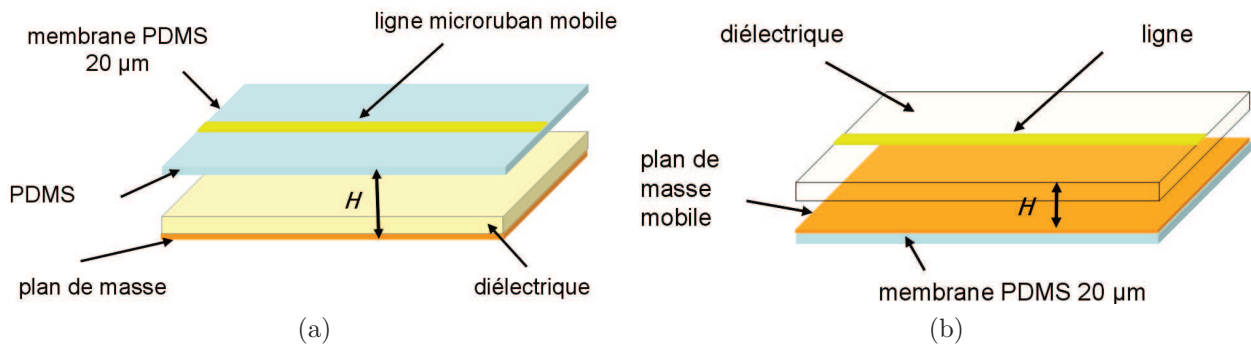 membrane PDMS
20 µm
ligne microruban mobile
PDMS
H
plan de masse
diélectrique
(a)
diélectrique
ligne
plan de
masse
mobile
H
membrane PDMS 20 µm
(b)